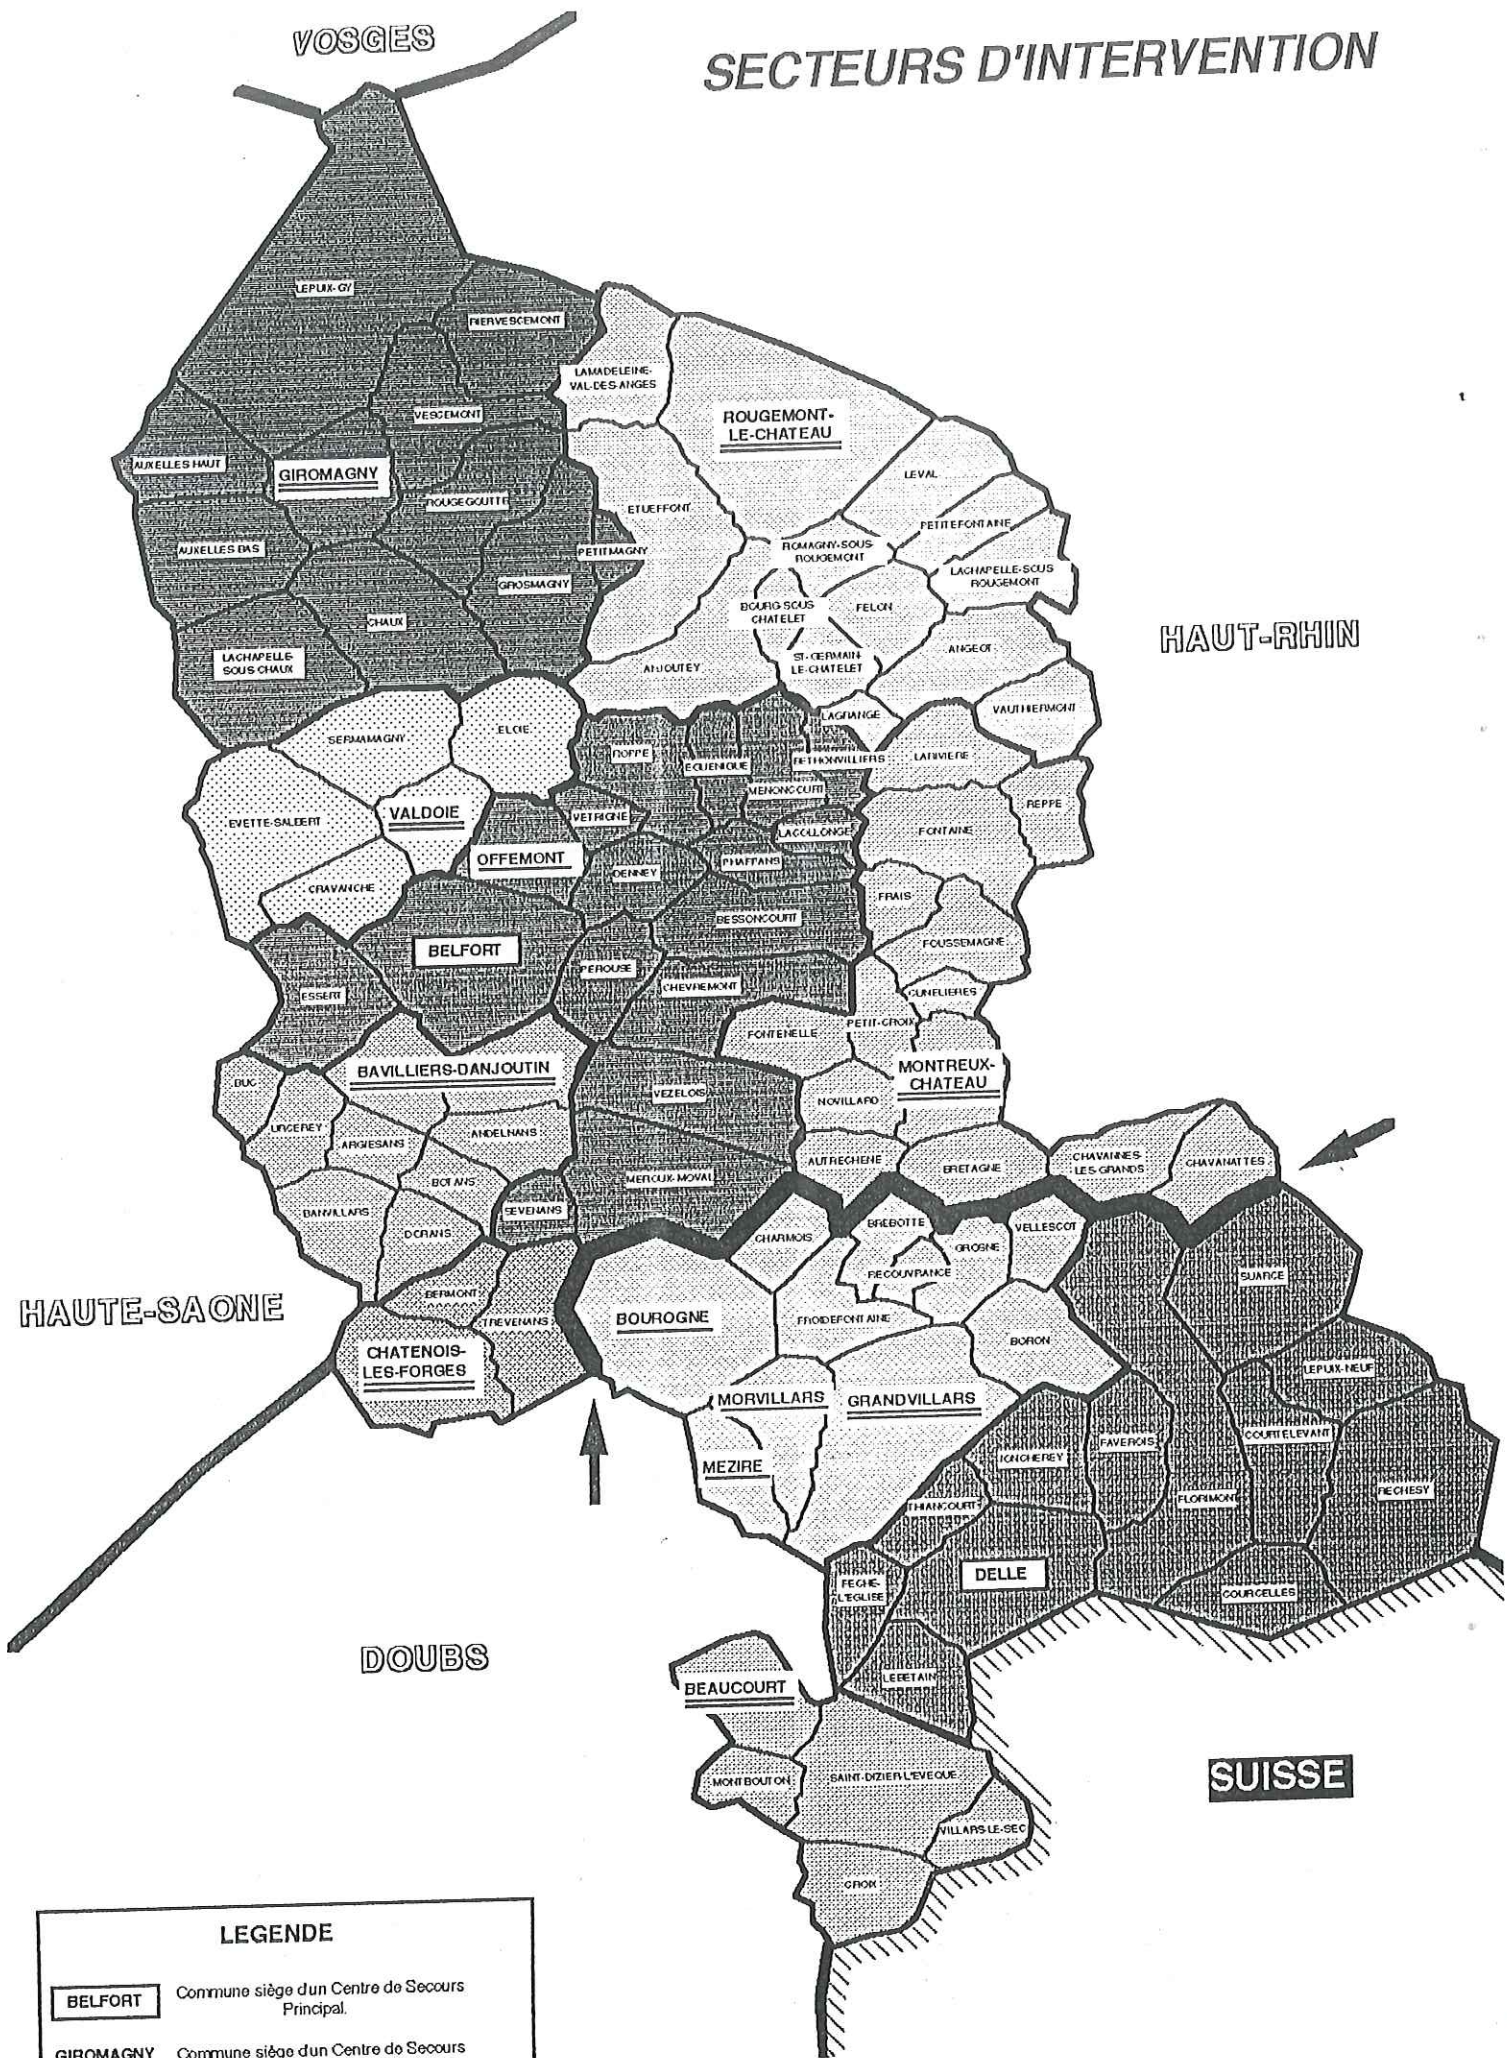 VOSGES
SECTEURS D'INTERVENTION
LEPUIX-GY
RIERVESCEMONT
LAMADELEINE-
VAL-DES-ANGES
VESCEMONT
ROUGEMONT-
LE-CHATEAU
AUXELLES HAUT
GIROMAGNY
LEVAL
ROUGEGOUTTE
ETUEFFONT
PETITEFONTAINE
AUXELLES BAS
PETITMAGNY
ROMAGNY-SOUS-
ROUGEMONT
LACHAPELLE-SOUS
ROUGEMONT
GROSMAGNY
CHAUX
BOURG SOUS
CHATELET
FELON
HAUT-RHIN
LACHAPELLE
SOUS CHAUX
ANJOUTEY
ST-GERMAIN-
LE-CHATELET
ANGEOT
VAUTHIERMONT
LAGRANGE
SERMAMAGNY
ELOIE
ROPPE
EGUENIQUE
BETHONVILLIERS
LARIVIERE
MENONCOURT
REPPE
EVETTE-SALBERT
VALDOIE
VETRIGNE
LACOLLONGE
FONTAINE
OFFEMONT
DENNEY
PHAFFANS
CRAVANCHE
FRAIS
BESSONCOURT
BELFORT
FOUSSEMAGNE
PEROUSE
ESSERT
CHEVREMONT
CUNELIERES
FONTENELLE
PETIT-CROIX
BAVILLIERS-DANJOUTIN
MONTREUX-
CHATEAU
BUC
VEZELOIS
NOVILLARD
URCEREY
ARGIESANS
ANDELNANS
AUTRECHENE
BRETAGNE
CHAVANNES-
LES-GRANDS
CHAVANATTES
BOTANS
MEROUX-MOVAL
BANVILLARS
SEVENANS
DORANS
CHARMOIS
BREBOTTE
GROSNE
VELLESCOT
RECOUVRANCE
SUARCE
HAUTE-SAONE
BERMONT
TREVENANS
BOUROGNE
FROIDEFONTAINE
BORON
CHATENOIS-
LES-FORGES
LEPUIX-NEUF
MORVILLARS
GRANDVILLARS
COURTELEVANT
FAVEROIS
JONCHEREY
MEZIRE
FLORIMONT
RECHESY
THIANCOURT
DELLE
FECHE-
L'EGLISE
COURCELLES
DOUBS
LEBETAIN
BEAUCOURT
SUISSE
MONTBOUTON
SAINT-DIZIER-L'EVEQUE
VILLARS-LE-SEC
CROIX
LEGENDE
BELFORT
Commune siège d'un Centre de Secours
Principal.
GIROMAGNY
Commune siège d'un Centre de Secours